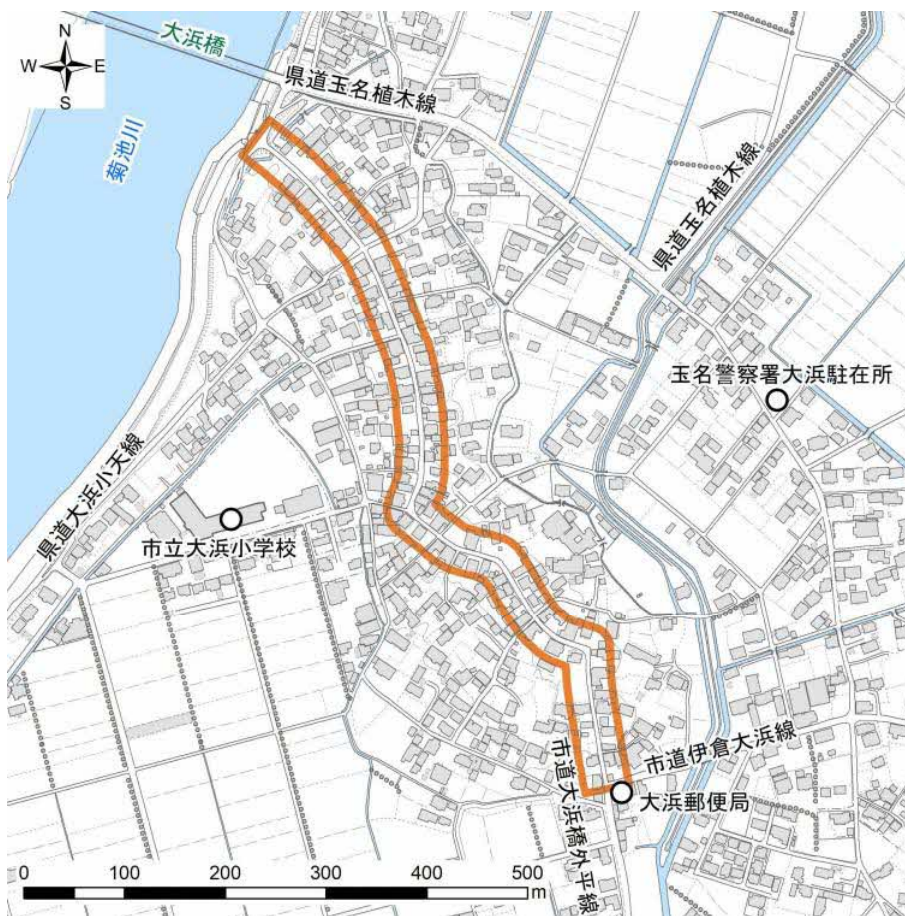 大浜橋
N
W E
S
県道玉名植木線
菊池川
県道玉名植木線
玉名警察署大浜駐在所
県道大浜小天線
市立大浜小学校
市道伊倉大浜線
大浜郵便局
市道大浜橋外平線
0 100 200 300 400 500
m